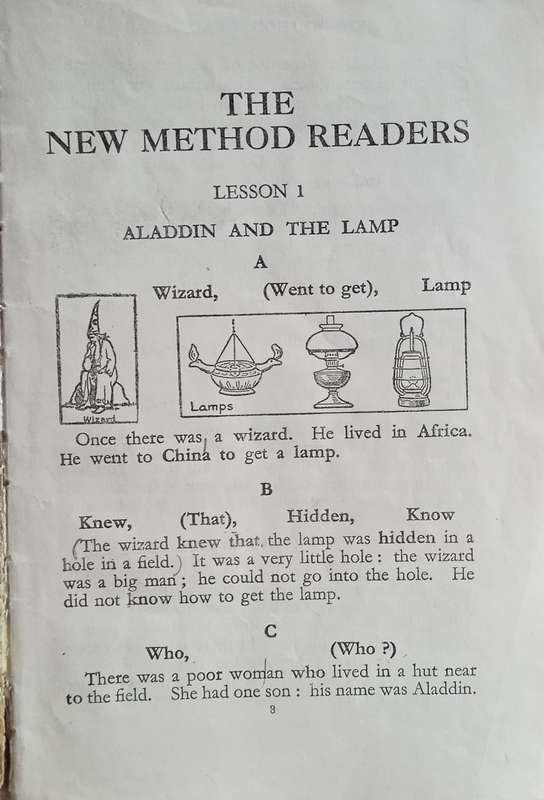 THE
NEW METHOD READERS
LESSON 1
ALADDIN AND THE LAMP
A
Wizard, (Went to get), Lamp
Wizard
Lamps
Once there was a wizard. He lived in Africa.
He went to China to get a lamp.
B
Knew, (That), Hidden, Know
(The wizard knew that the lamp was hidden in a
hole in a field.) It was a very little hole : the wizard
was a big man ; he could not go into the hole. He
did not know how to get the lamp.
C
Who, (Who ?)
There was a poor woman who lived in a hut near
to the field. She had one son : his name was Aladdin.
3